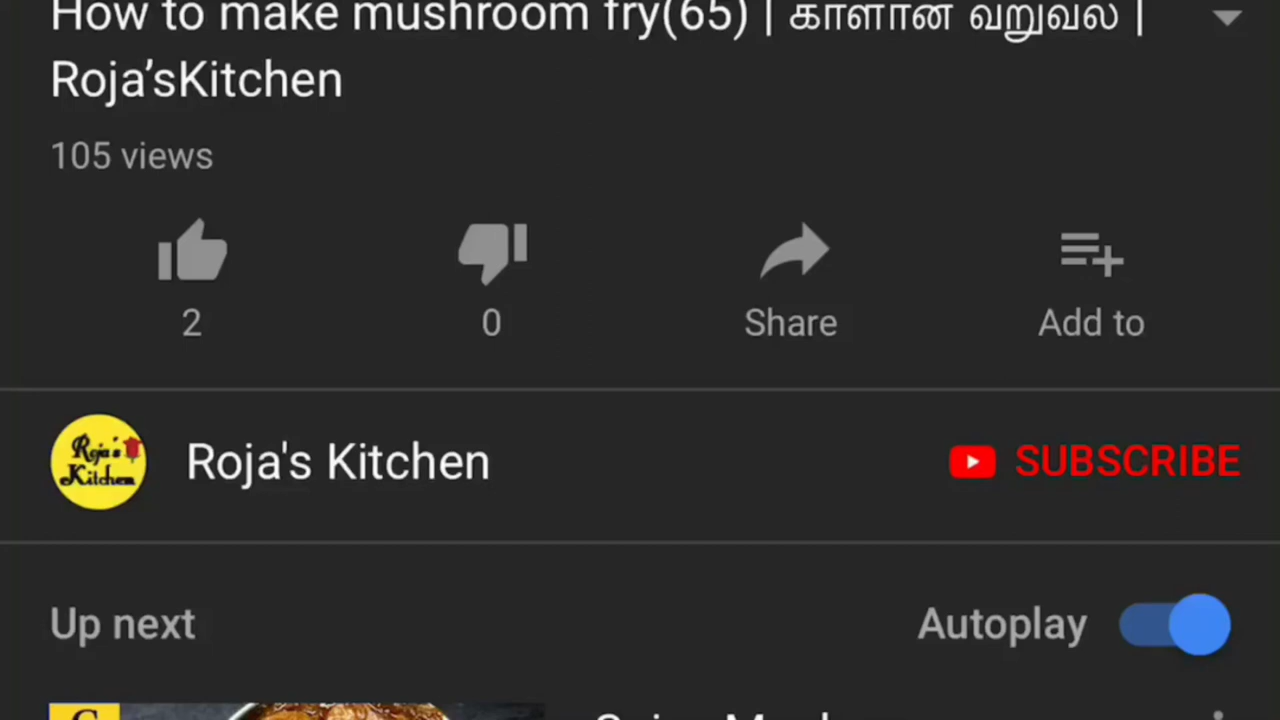 How to make mushroom fry(65) | காளான் வறுவல் |
Roja’sKitchen
105 views
2
0
Share
Add to
Roja's Kitchen
Roja's Kitchen
SUBSCRIBE
Up next
Autoplay